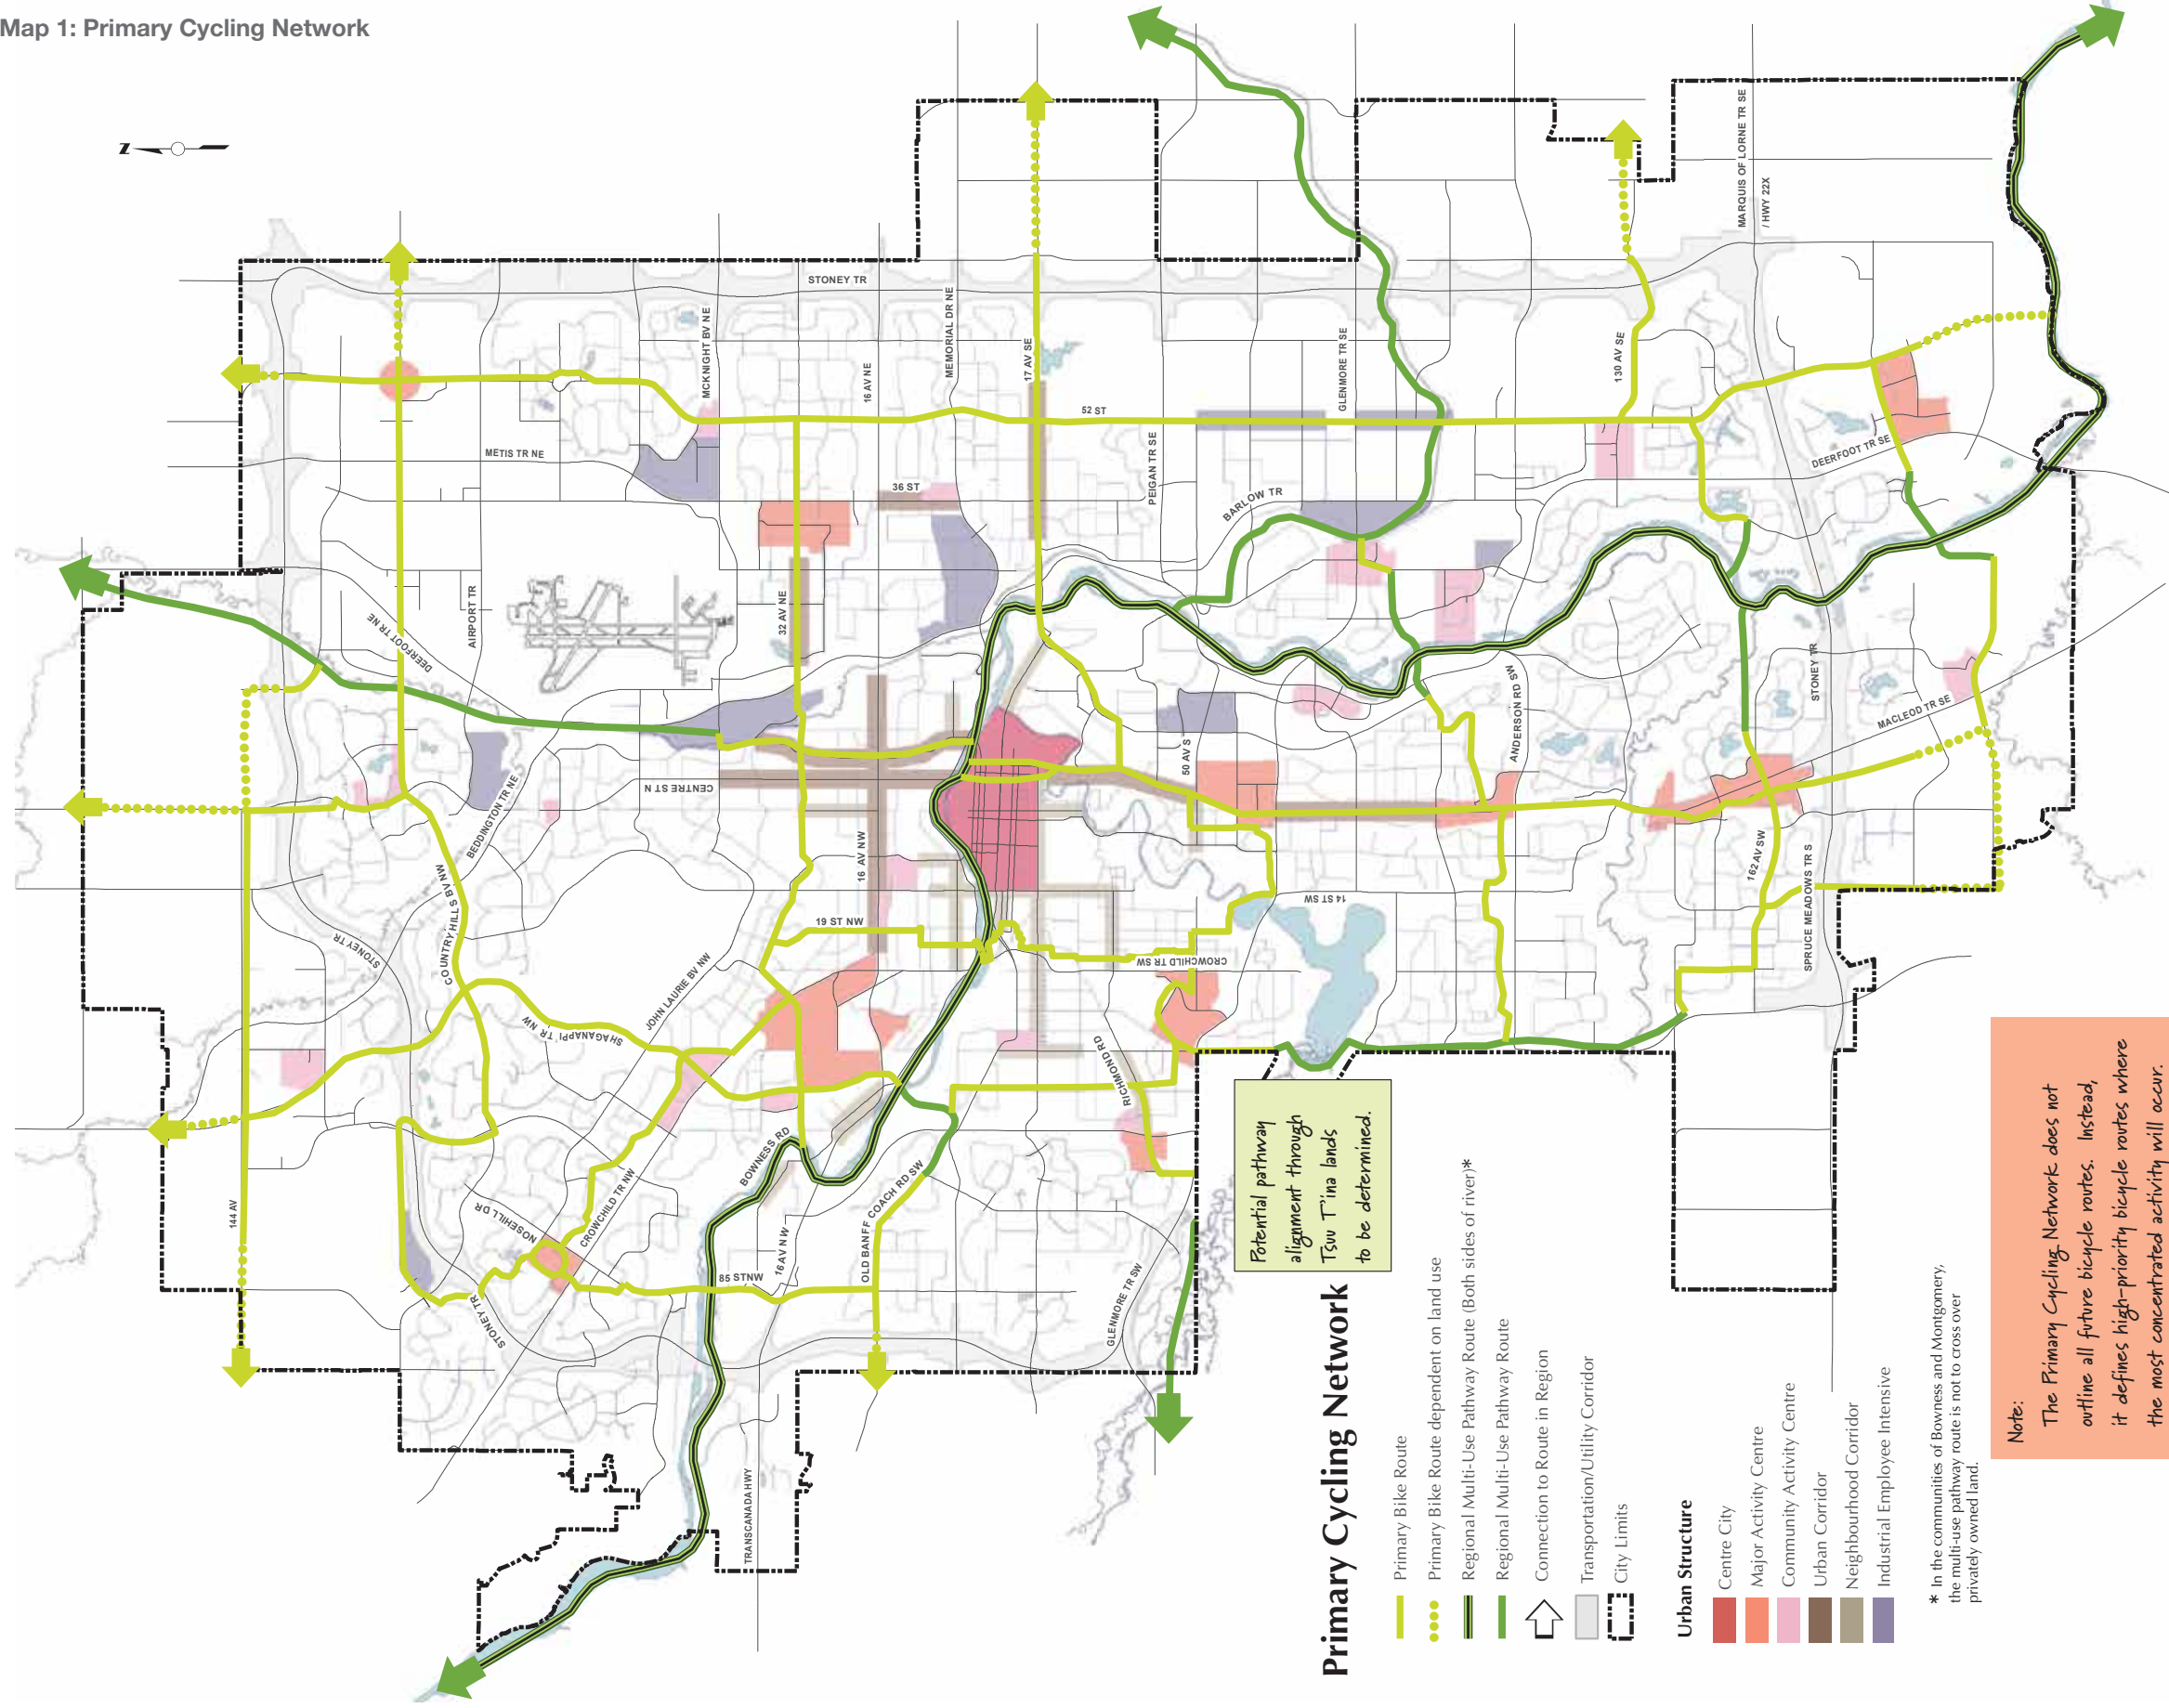 Map 1: Primary Cycling Network
N
MARQUIS OF LORNE TR SE
/ HWY 22X
STONEY TR
MCKNIGHT BV NE
MEMORIAL DR NE
16 AV NE
17 AV SE
GLENMORE TR SE
130 AV SE
52 ST
METIS TR NE
36 ST
PEIGAN TR SE
BARLOW TR
DEERFOOT TR SE
DEERFOOT TR NE
AIRPORT TR
32 AV NE
ANDERSON RD SW
STONEY TR
MACLEOD TR SE
50 AV S
CENTRE ST N
BEDDINGTON TR NE
16 AV NW
162 AV SW
SPRUCE MEADOWS TR S
14 ST SW
COUNTRY HILLS BV NW
19 ST NW
STONEY TR
CROWCHILD TR SW
JOHN LAURIE BV NW
SHAGANAPPI TR NW
RICHMOND RD
BOWNESS RD
144 AV
NOSEHILL DR
CROWCHILD TR NW
OLD BANFF COACH RD SW
16 AV NW
85 ST NW
STONEY TR
GLENMORE TR SW
TRANSCANADA HWY
Potential pathway
alignment through
Tsuu T'ina lands
to be determined.
Primary Cycling Network
Primary Bike Route
Primary Bike Route dependent on land use
Regional Multi-Use Pathway Route (Both sides of river)*
Regional Multi-Use Pathway Route
Connection to Route in Region
Transportation/Utility Corridor
City Limits
Urban Structure
Centre City
Major Activity Centre
Community Activity Centre
Urban Corridor
Neighbourhood Corridor
Industrial Employee Intensive
* In the communities of Bowness and Montgomery,
the multi-use pathway route is not to cross over
privately owned land.
Note:
The Primary Cycling Network does not
outline all future bicycle routes. Instead,
it defines high-priority bicycle routes where
the most concentrated activity will occur.